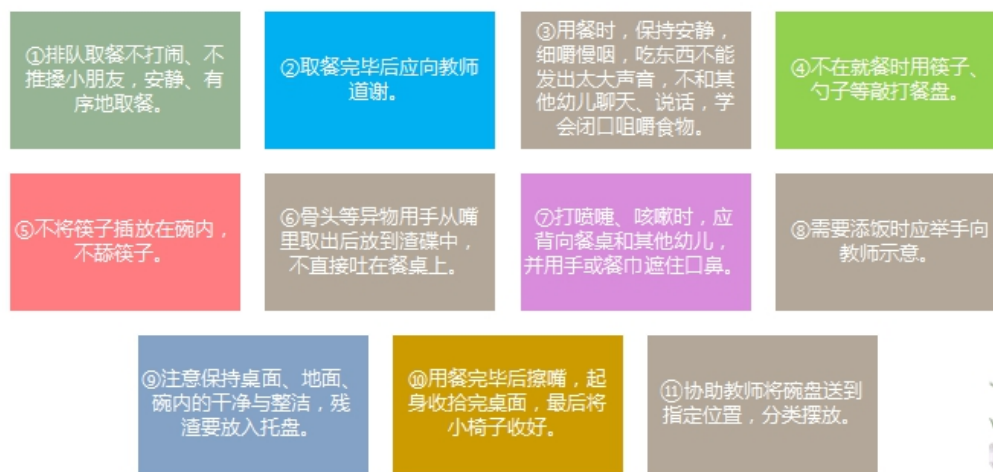 ①排队取餐不打闹、不
推搡小朋友，安静、有
序地取餐。
②取餐完毕后应向教师
道谢。
③用餐时，保持安静，
细嚼慢咽，吃东西不能
发出太大声音，不和其
他幼儿聊天、说话，学
会闭口咀嚼食物。
④不在就餐时用筷子、
勺子等敲打餐盘。
⑤不将筷子插放在碗内，
不舔筷子。
⑥骨头等异物用手从嘴
里取出后放到渣碟中，
不直接吐在餐桌上。
⑦打喷嚏、咳嗽时，应
背向餐桌和其他幼儿，
并用手或餐巾遮住口鼻。
⑧需要添饭时应举手向
教师示意。
⑨注意保持桌面、地面、
碗内的干净与整洁，残
渣要放入托盘。
⑩用餐完毕后擦嘴，起
身收拾完桌面，最后将
小椅子收好。
⑪协助教师将碗盘送到
指定位置，分类摆放。